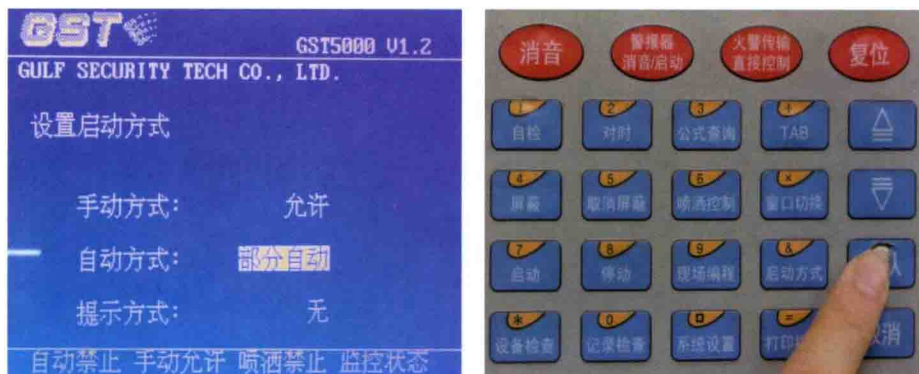 GST
GST5000 V1.2
GULF SECURITY TECH CO., LTD.
设置启动方式
手动方式： 允许
自动方式： 部分自动
提示方式： 无
自动禁止 手动允许 喷洒禁止 监控状态
消音
警报器
消音/启动
火警传输
直接控制
复位
1 2 3 +
自检 对时 公式查询 TAB
4 5 6 ×
屏蔽 取消屏蔽 喷洒控制 窗口切换
7 8 9 &
启动 停动 现场编程 启动方式
* 0 =
设备检查 记录检查 系统设置 打印 消